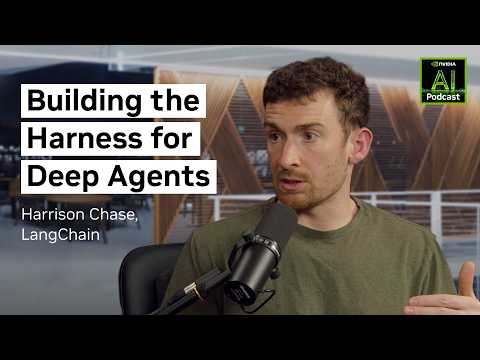 Building the
Harness for
Deep Agents
Harrison Chase,
LangChain
NVIDIA
AI
Podcast